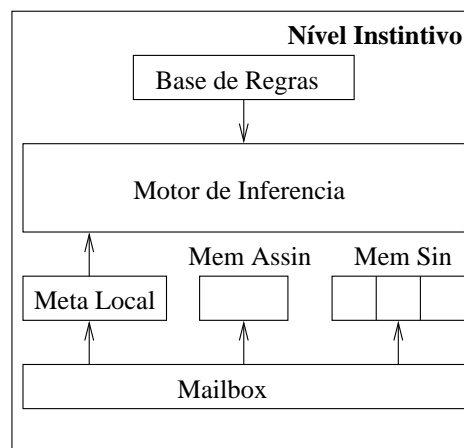 Nível Instintivo
Base de Regras
Motor de Inferencia
Mem Assin
Mem Sin
Meta Local
Mailbox